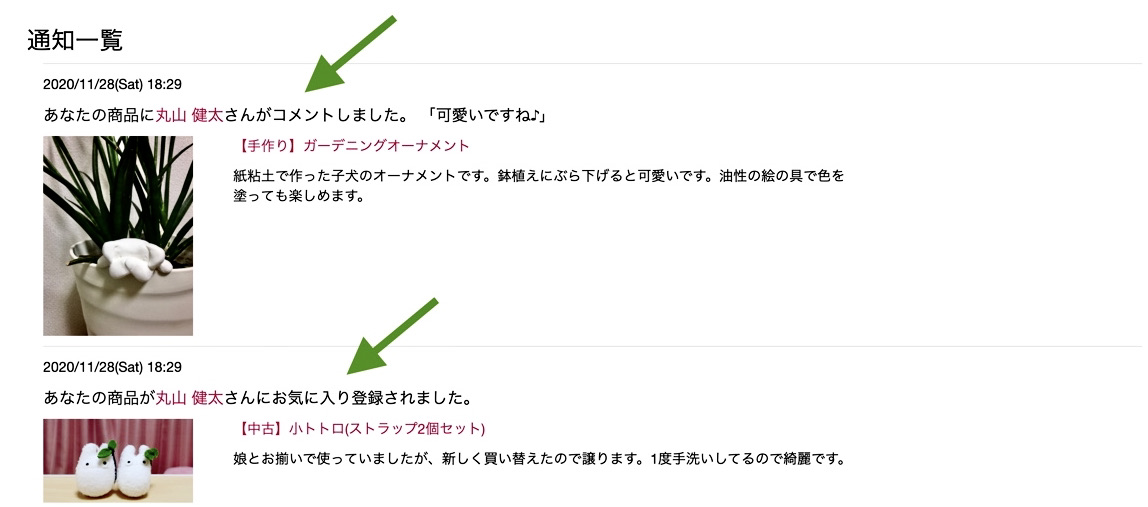 通知一覧
2020/11/28(Sat) 18:29
あなたの商品に丸山 健太さんがコメントしました。 「可愛いですね♪」
【手作り】ガーデニングオーナメント
紙粘土で作った子犬のオーナメントです。鉢植えにぶら下げると可愛いです。油性の絵の具で色を
塗っても楽しめます。
2020/11/28(Sat) 18:29
あなたの商品が丸山 健太さんにお気に入り登録されました。
【中古】小トトロ(ストラップ2個セット)
娘とお揃いで使っていましたが、新しく買い替えたので譲ります。1度手洗いしてるので綺麗です。